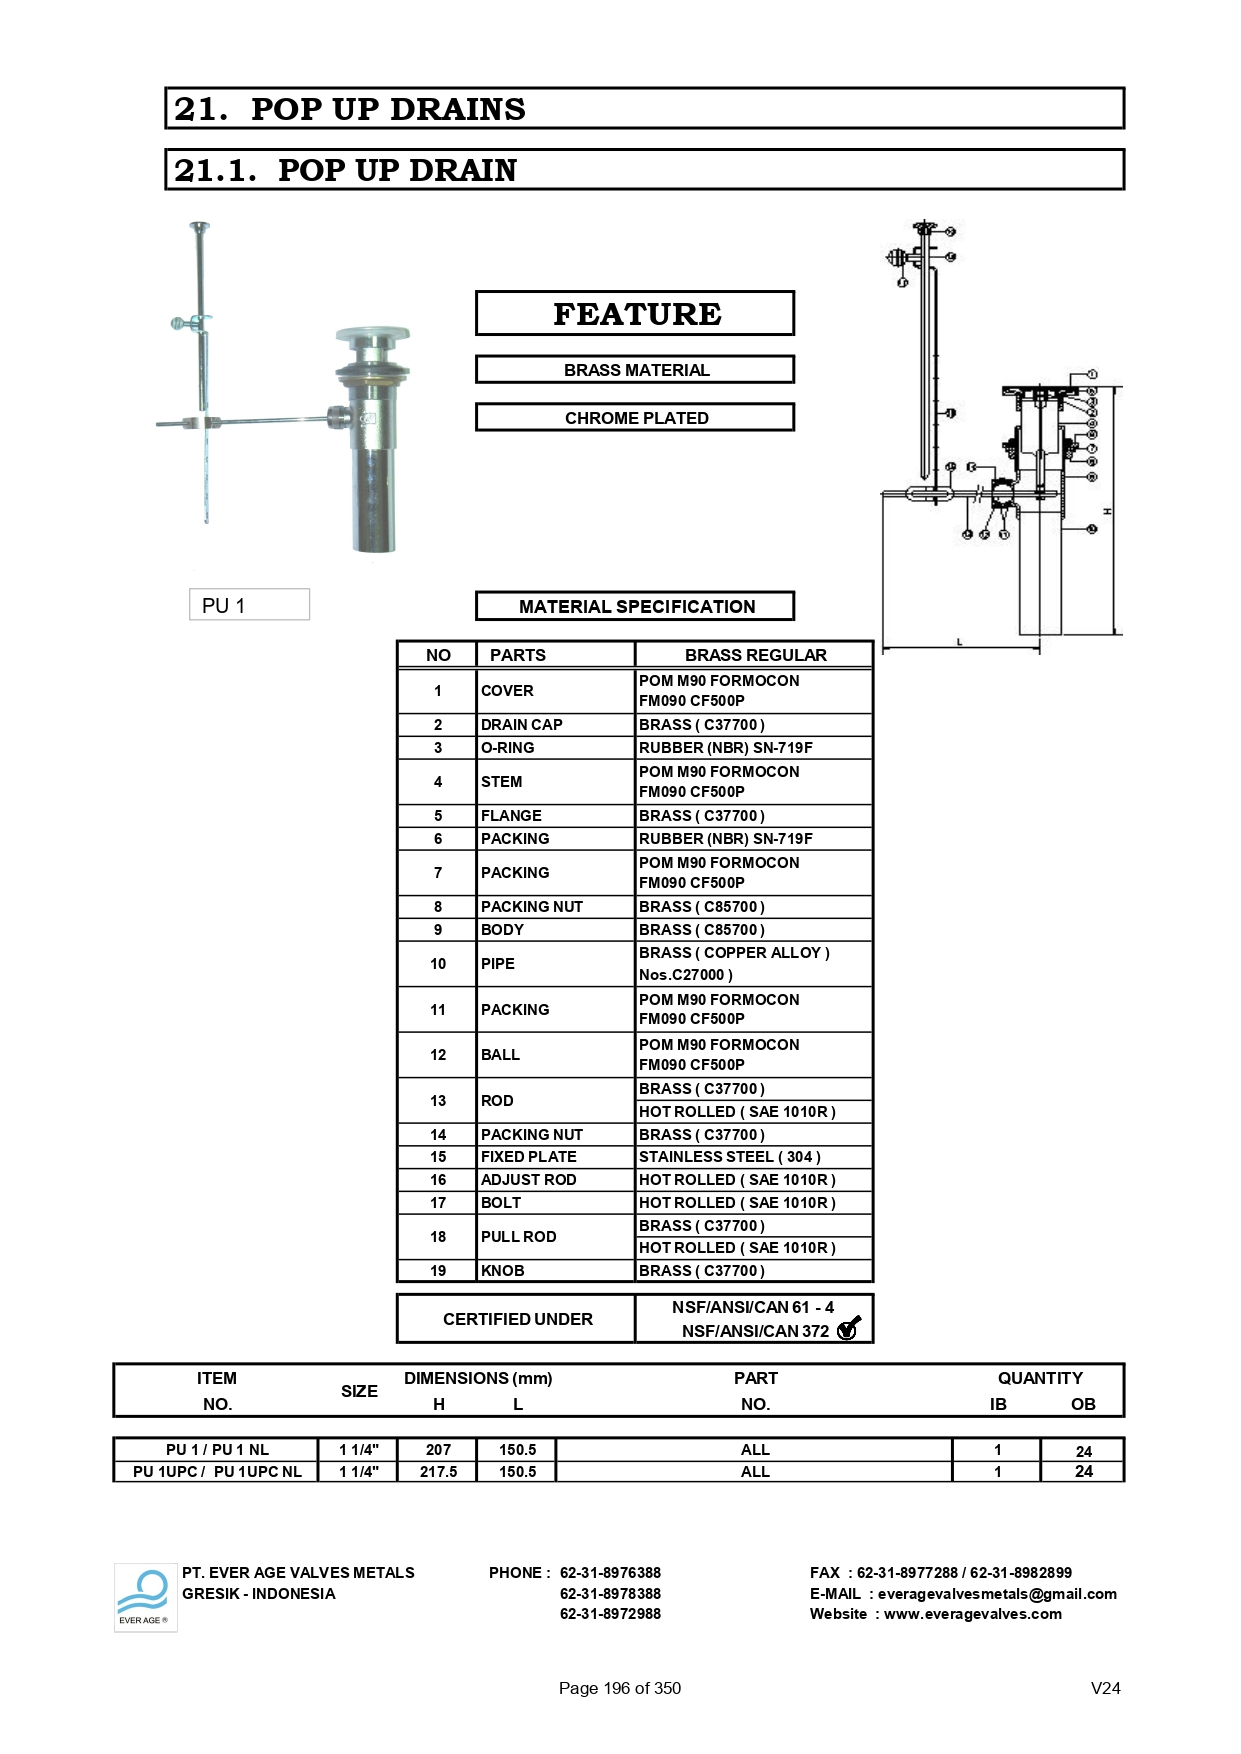 21. POP UP DRAINS
21.1. POP UP DRAIN
FEATURE
BRASS MATERIAL
CHROME PLATED
H
L
PU 1
MATERIAL SPECIFICATION
NO PARTS BRASS REGULAR
1 COVER POM M90 FORMOCON
FM090 CF500P
2 DRAIN CAP BRASS ( C37700 )
3 O-RING RUBBER (NBR) SN-719F
4 STEM POM M90 FORMOCON
FM090 CF500P
5 FLANGE BRASS ( C37700 )
6 PACKING RUBBER (NBR) SN-719F
7 PACKING POM M90 FORMOCON
FM090 CF500P
8 PACKING NUT BRASS ( C85700 )
9 BODY BRASS ( C85700 )
10 PIPE BRASS ( COPPER ALLOY )
Nos.C27000 )
11 PACKING POM M90 FORMOCON
FM090 CF500P
12 BALL POM M90 FORMOCON
FM090 CF500P
13 ROD BRASS ( C37700 )
HOT ROLLED ( SAE 1010R )
14 PACKING NUT BRASS ( C37700 )
15 FIXED PLATE STAINLESS STEEL ( 304 )
16 ADJUST ROD HOT ROLLED ( SAE 1010R )
17 BOLT HOT ROLLED ( SAE 1010R )
18 PULL ROD BRASS ( C37700 )
HOT ROLLED ( SAE 1010R )
19 KNOB BRASS ( C37700 )
CERTIFIED UNDER NSF/ANSI/CAN 61 - 4
NSF/ANSI/CAN 372
ITEM SIZE DIMENSIONS (mm) PART QUANTITY
NO. H L NO. IB OB
PU 1 / PU 1 NL 1 1/4" 207 150.5 ALL 1 24
PU 1UPC / PU 1UPC NL 1 1/4" 217.5 150.5 ALL 1 24
PT. EVER AGE VALVES METALS PHONE : 62-31-8976388 FAX : 62-31-8977288 / 62-31-8982899
GRESIK - INDONESIA 62-31-8978388 E-MAIL : everagevalvesmetals@gmail.com
62-31-8972988 Website : www.everagevalves.com
EVER AGE ®
Page 196 of 350 V24